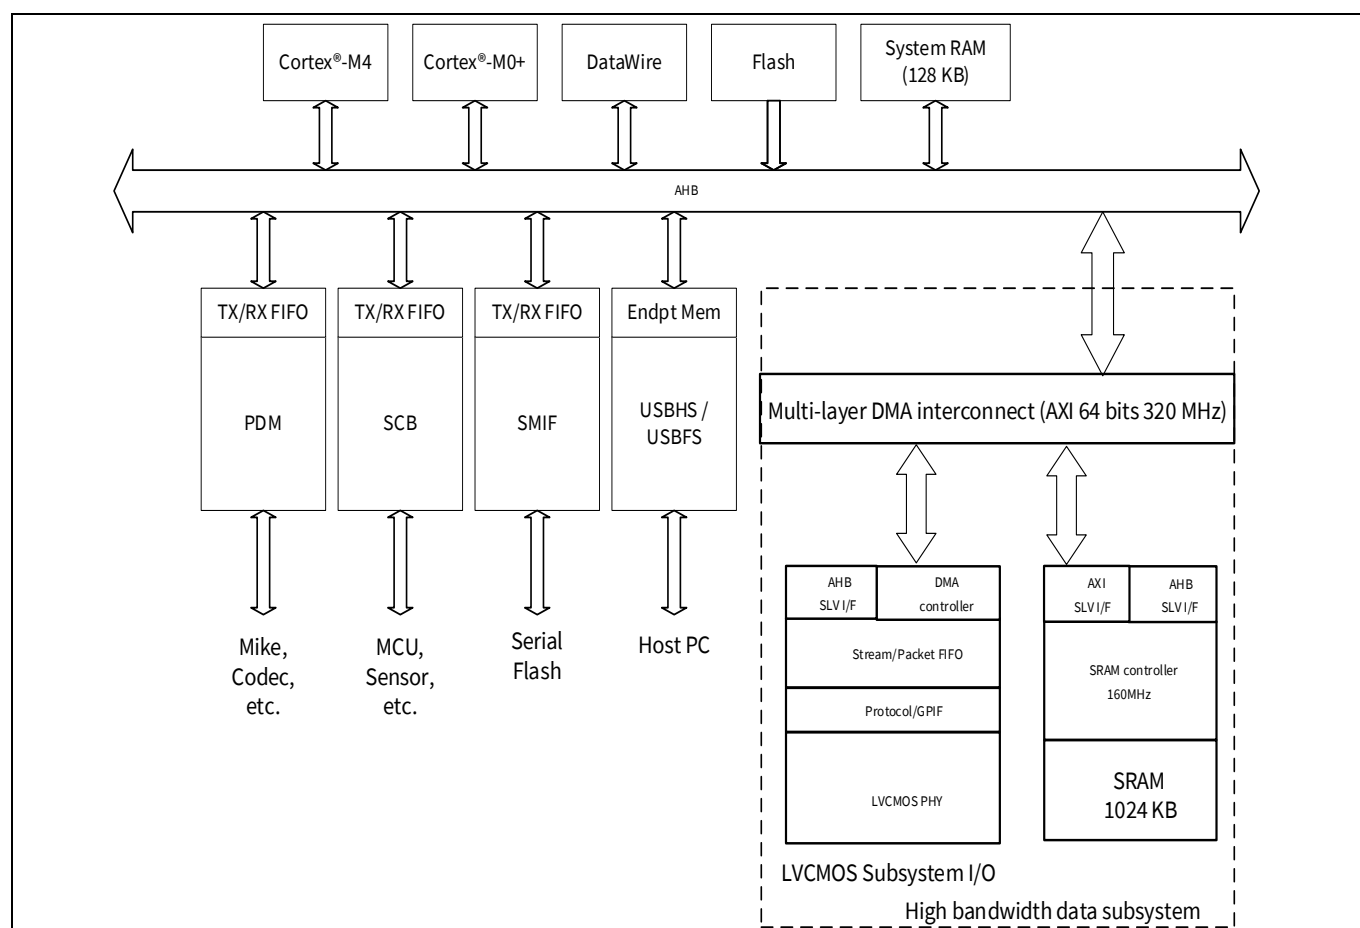 Cortex®-M4
Cortex®-M0+
DataWire
Flash
System RAM
(128 KB)
AHB
TX/RX FIFO
TX/RX FIFO
TX/RX FIFO
Endpt Mem
PDM
SCB
SMIF
USBHS /
USBFS
Multi-layer DMA interconnect (AXI 64 bits 320 MHz)
AHB
SLV I/F
DMA
controller
AXI
SLV I/F
AHB
SLV I/F
Stream/Packet FIFO
SRAM controller
160MHz
Protocol/GPIF
LVCMOS PHY
SRAM
1024 KB
Mike,
Codec,
etc.
MCU,
Sensor,
etc.
Serial
Flash
Host PC
LVCMOS Subsystem I/O
High bandwidth data subsystem